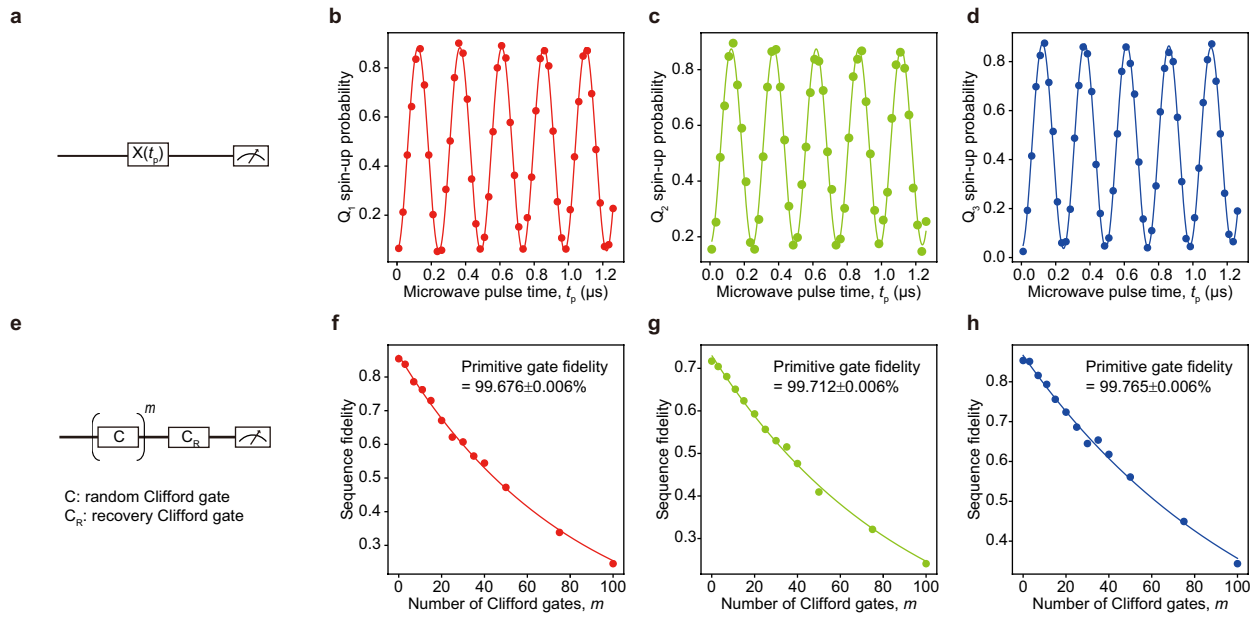 a
X(tp)
b
Q1 spin-up probability
0.8
0.6
0.4
0.2
0.0 0.2 0.4 0.6 0.8 1.0 1.2
Microwave pulse time, tp (μs)
c
Q2 spin-up probability
0.8
0.6
0.4
0.2
0.0 0.2 0.4 0.6 0.8 1.0 1.2
Microwave pulse time, tp (μs)
d
Q3 spin-up probability
0.8
0.6
0.4
0.2
0.0
0.0 0.2 0.4 0.6 0.8 1.0 1.2
Microwave pulse time, tp (μs)
e
m
C
CR
C: random Clifford gate
CR: recovery Clifford gate
f
Primitive gate fidelity
= 99.676±0.006%
Sequence fidelity
0.8
0.7
0.6
0.5
0.4
0.3
0 20 40 60 80 100
Number of Clifford gates, m
g
Primitive gate fidelity
= 99.712±0.006%
Sequence fidelity
0.7
0.6
0.5
0.4
0.3
0 20 40 60 80 100
Number of Clifford gates, m
h
Primitive gate fidelity
= 99.765±0.006%
Sequence fidelity
0.8
0.7
0.6
0.5
0.4
0 20 40 60 80 100
Number of Clifford gates, m